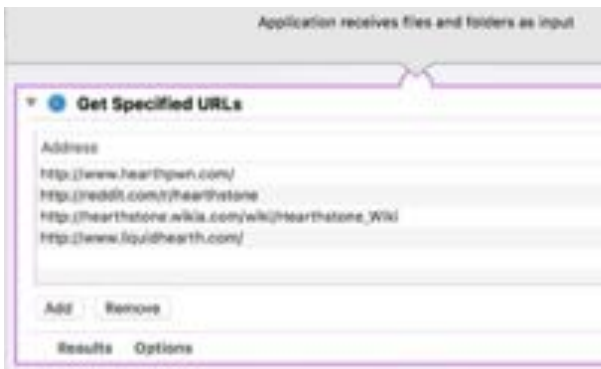 Application receives files and folders as input
Get Specified URLs
Address
http://www.hearthpwn.com/
http://reddit.com/r/hearthstone
http://hearthstone.wikia.com/wiki/Hearthstone_Wiki
http://www.liquidhearth.com/
Add Remove
Results Options